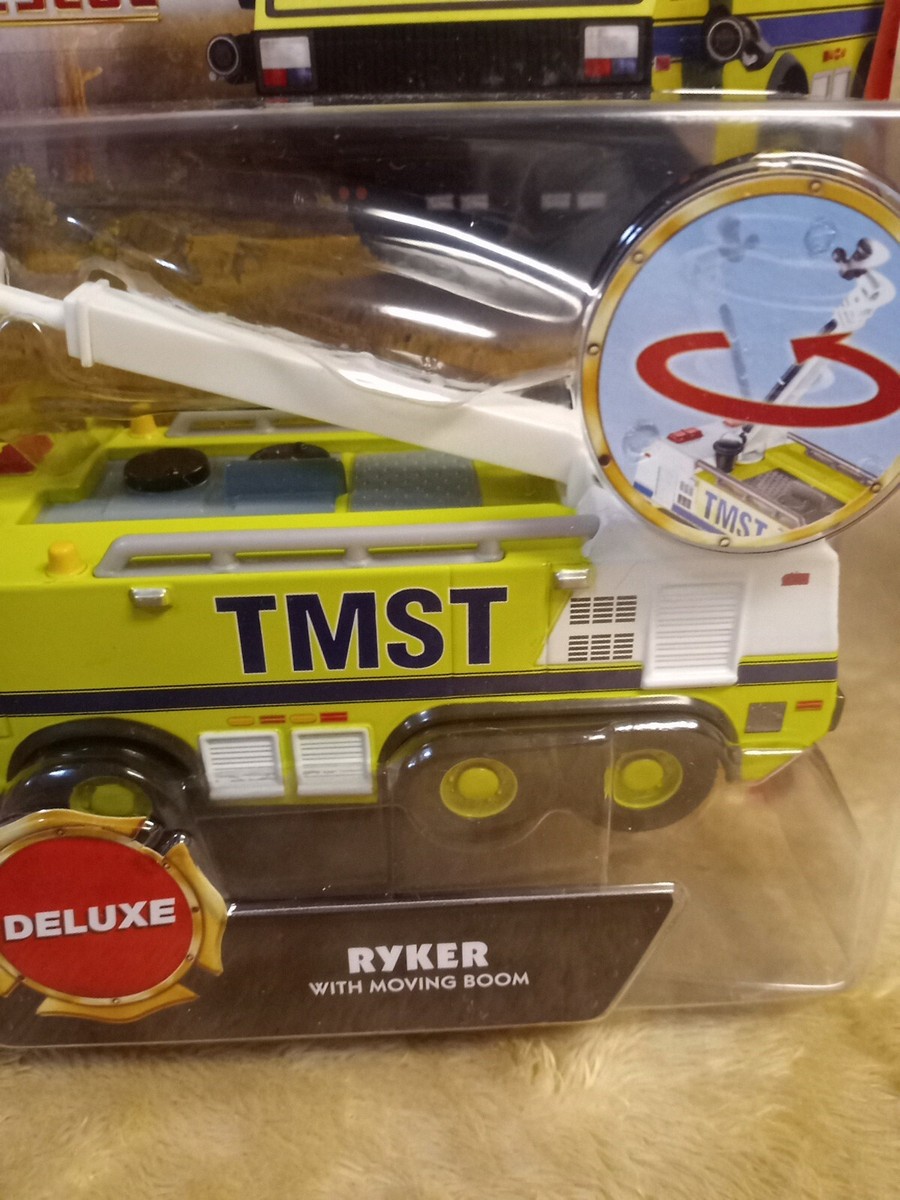 TMST
TMST
DELUXE
RYKER
WITH MOVING BOOM